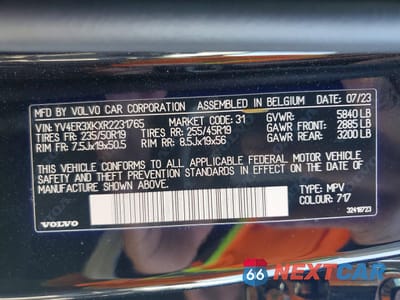 MFD BY VOLVO CAR CORPORATION ASSEMBLED IN BELGIUM DATE: 07/23
VIN: YV4ER3XKXR2231765 MARKET CODE: 31 GVWR: 5840 LB
TIRES FR: 235/50R19 TIRES RR: 255/45R19 GAWR FRONT: 2885 LB
RIM FR: 7.5Jx19x50.5 RIM RR: 8.5Jx19x56 GAWR REAR: 3200 LB
THIS VEHICLE CONFORMS TO ALL APPLICABLE FEDERAL MOTOR VEHICLE
SAFETY AND THEFT PREVENTION STANDARDS IN EFFECT ON THE DATE OF
MANUFACTURE SHOWN ABOVE.
TYPE: MPV
COLOUR: 717
VOLVO 32418723
66 NEXTCAR